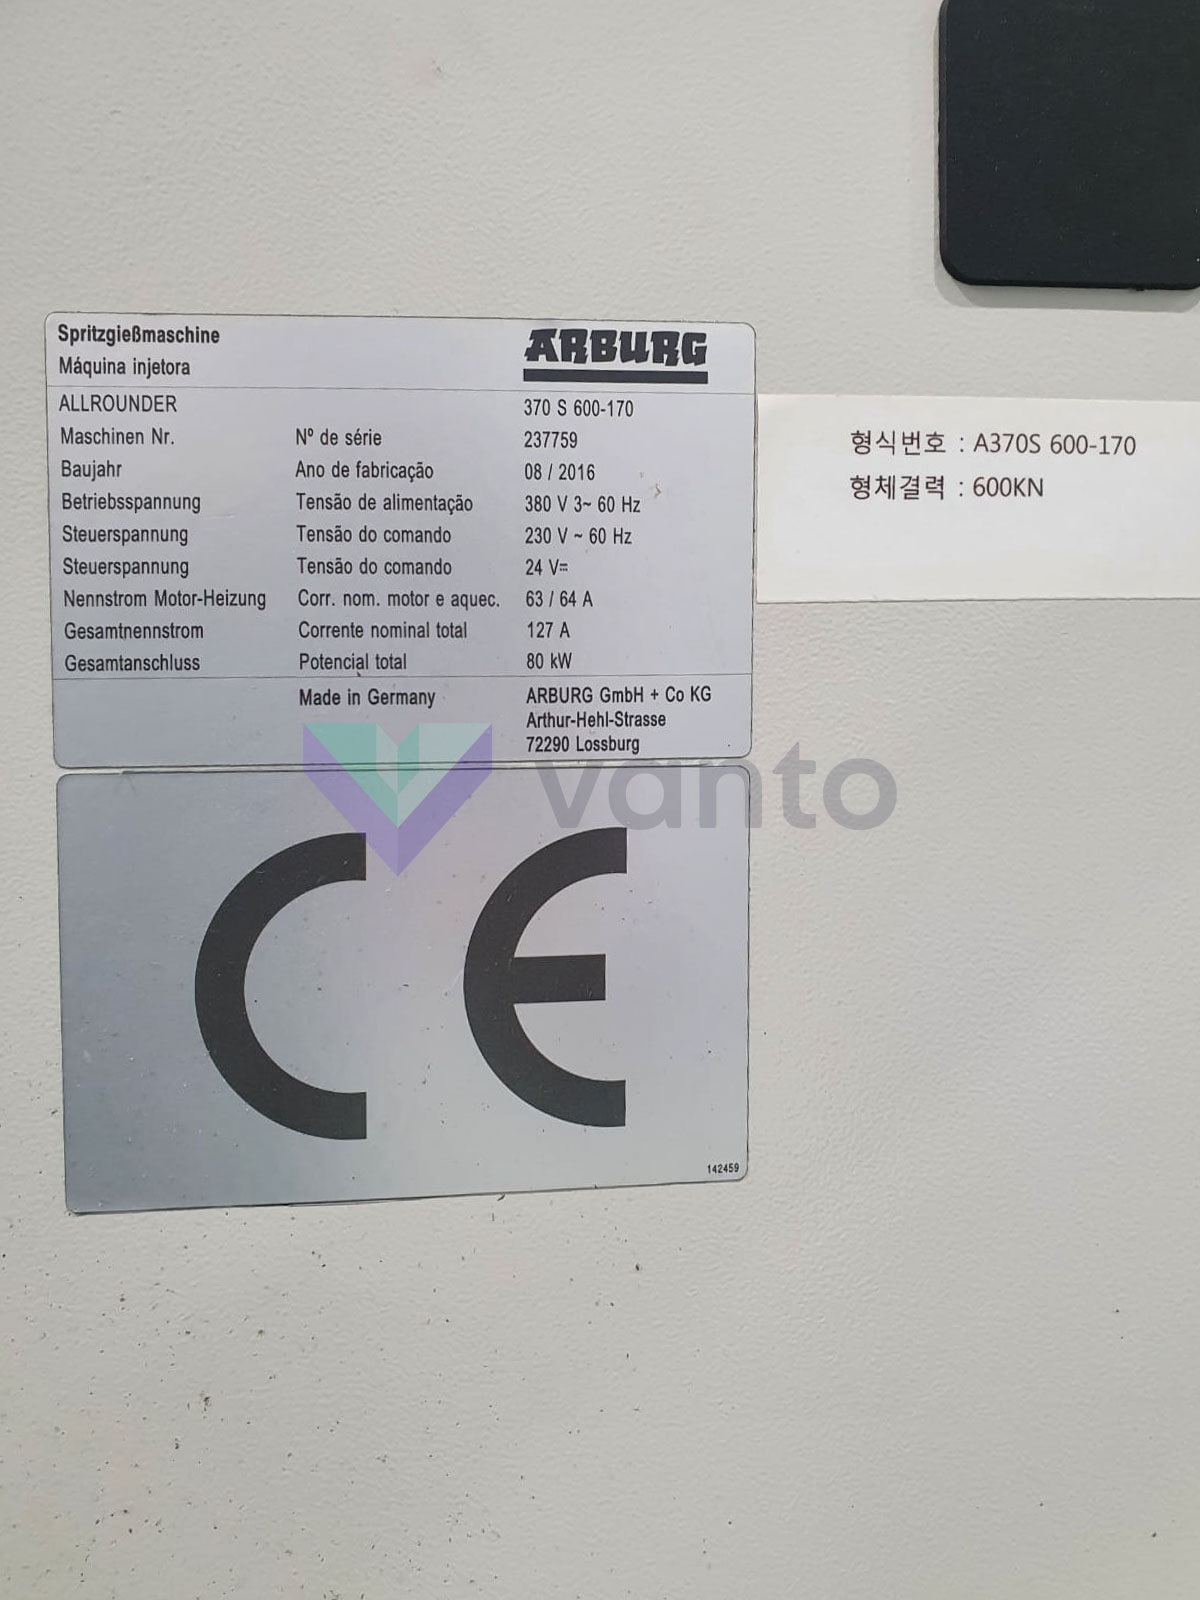 Spritzgießmaschine
Máquina injetora
ARBURG
ALLROUNDER 370 S 600-170
Maschinen Nr. Nº de série 237759
Baujahr Ano de fabricação 08 / 2016
Betriebsspannung Tensão de alimentação 380 V 3~ 60 Hz
Steuerspannung Tensão do comando 230 V ~ 60 Hz
Steuerspannung Tensão do comando 24 V⎓
Nennstrom Motor-Heizung Corr. nom. motor e aquec. 63 / 64 A
Gesamtnennstrom Corrente nominal total 127 A
Gesamtanschluss Potencial total 80 kW
Made in Germany ARBURG GmbH + Co KG
Arthur-Hehl-Strasse
72290 Lossburg
형식번호 : A370S 600-170
형체결력 : 600KN
vanto
CE
142459